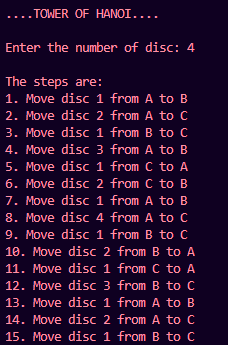 ....TOWER OF HANOI....
Enter the number of disc: 4
The steps are:
1. Move disc 1 from A to B
2. Move disc 2 from A to C
3. Move disc 1 from B to C
4. Move disc 3 from A to B
5. Move disc 1 from C to A
6. Move disc 2 from C to B
7. Move disc 1 from A to B
8. Move disc 4 from A to C
9. Move disc 1 from B to C
10. Move disc 2 from B to A
11. Move disc 1 from C to A
12. Move disc 3 from B to C
13. Move disc 1 from A to B
14. Move disc 2 from A to C
15. Move disc 1 from B to C